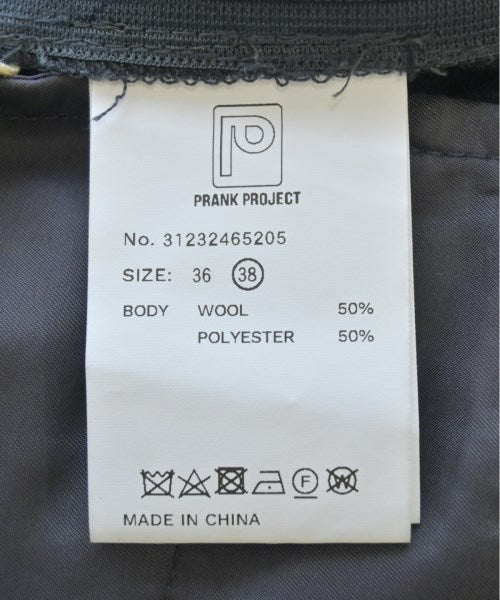 P
PRANK PROJECT
No. 31232465205
SIZE: 36 38
BODY WOOL 50%
POLYESTER 50%
F W
MADE IN CHINA